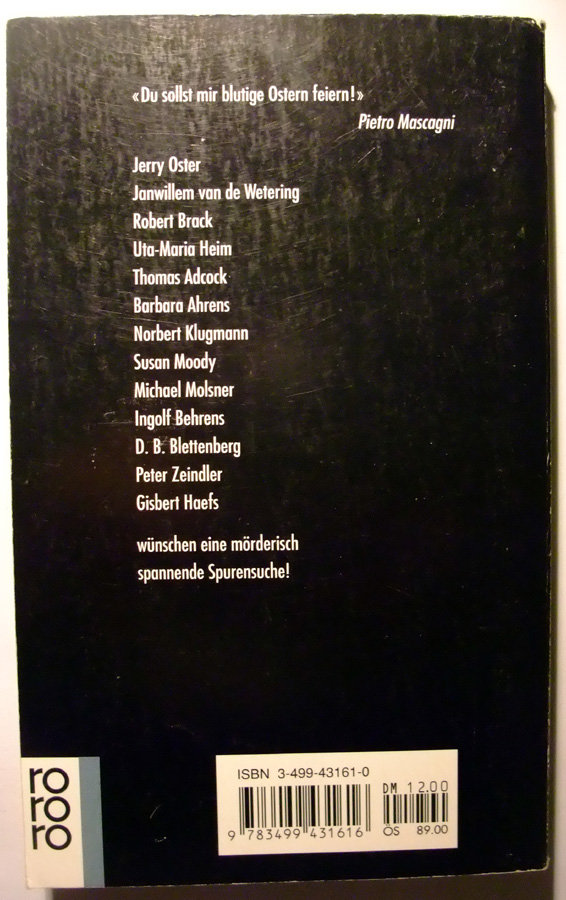 «Du sollst mir blutige Ostern feiern!»
Pietro Mascagni
Jerry Oster
Janwillem van de Wetering
Robert Brack
Uta-Maria Heim
Thomas Adcock
Barbara Ahrens
Norbert Klugmann
Susan Moody
Michael Molsner
Ingolf Behrens
D. B. Blettenberg
Peter Zeindler
Gisbert Haefs
wünschen eine mörderisch
spannende Spurensuche!
ro
ro
ro
ISBN 3-499-43161-0
DM 12.00
9 783499 431616
ÖS 89.00